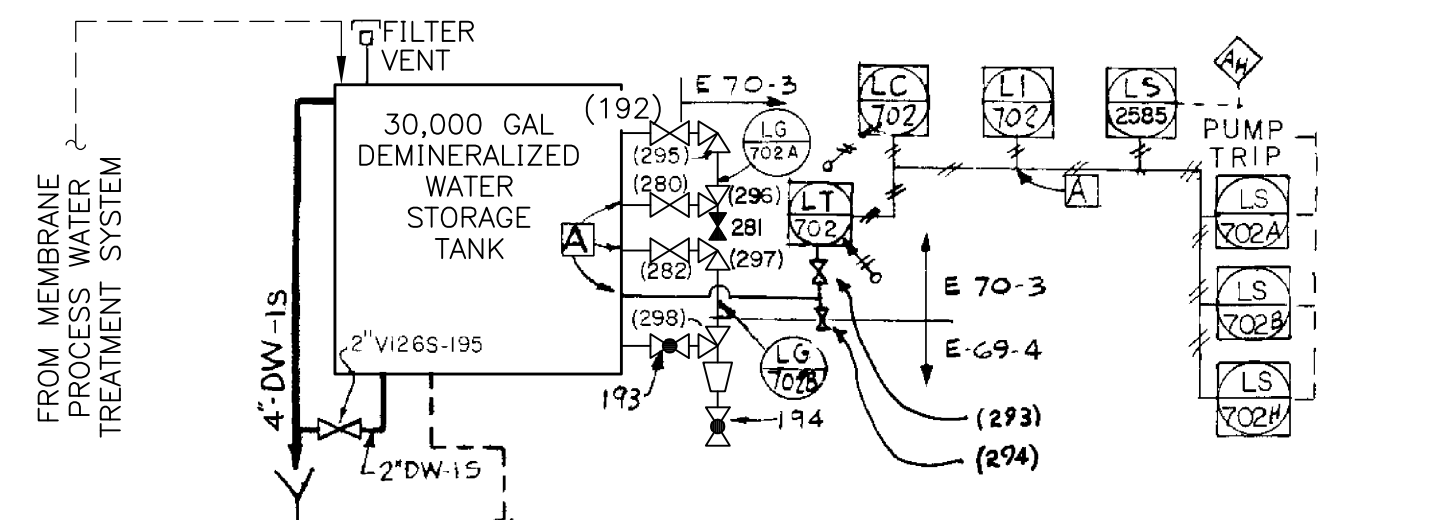 FILTER
VENT
30,000 GAL
DEMINERALIZED
WATER
STORAGE
TANK
FROM MEMBRANE
PROCESS WATER
TREATMENT SYSTEM
4"-DW-1S
2"V126S-195
2"DW-1S
A
(192)
E 70-3
(295)
LG
702A
(280)
(296)
281
(282)
(297)
(298)
LG
702B
193
194
LC
702
LI
702
LS
2585
AH
LT
702
A
PUMP
TRIP
LS
702A
LS
702B
LS
702H
E 70-3
E-69-4
(293)
(294)